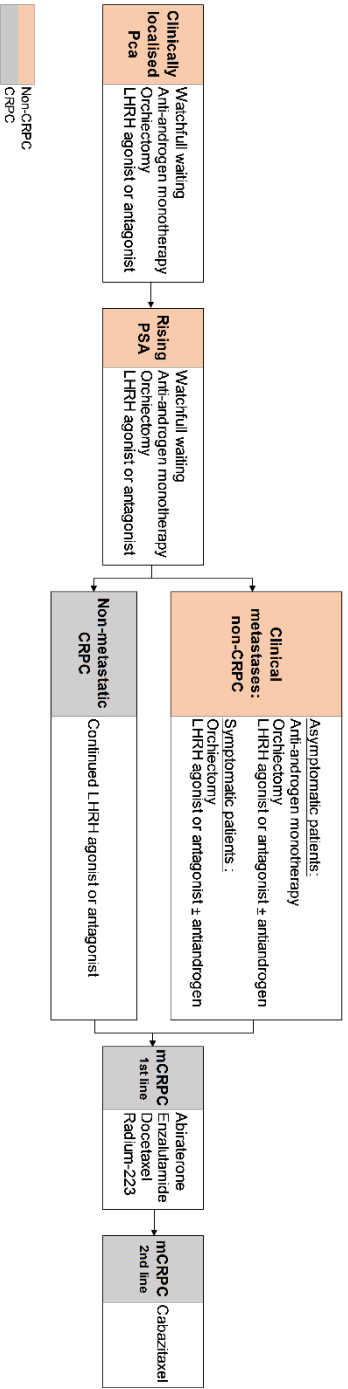 Clinically
localised
Pca
Watchfull waiting
Anti-androgen monotherapy
Orchiectomy
LHRH agonist or antagonist
Rising
PSA
Watchfull waiting
Anti-androgen monotherapy
Orchiectomy
LHRH agonist or antagonist
Clinical
metastases:
non-CRPC
Asymptomatic patients:
Anti-androgen monotherapy
Orchiectomy
LHRH agonist or antagonist ± antiandrogen
Symptomatic patients :
Orchiectomy
LHRH agonist or antagonist ± antiandrogen
Non-metastatic
CRPC
Continued LHRH agonist or antagonist
mCRPC
1st line
Abiraterone
Enzalutamide
Docetaxel
Radium-223
mCRPC
2nd line
Cabazitaxel
Non-CRPC
CRPC